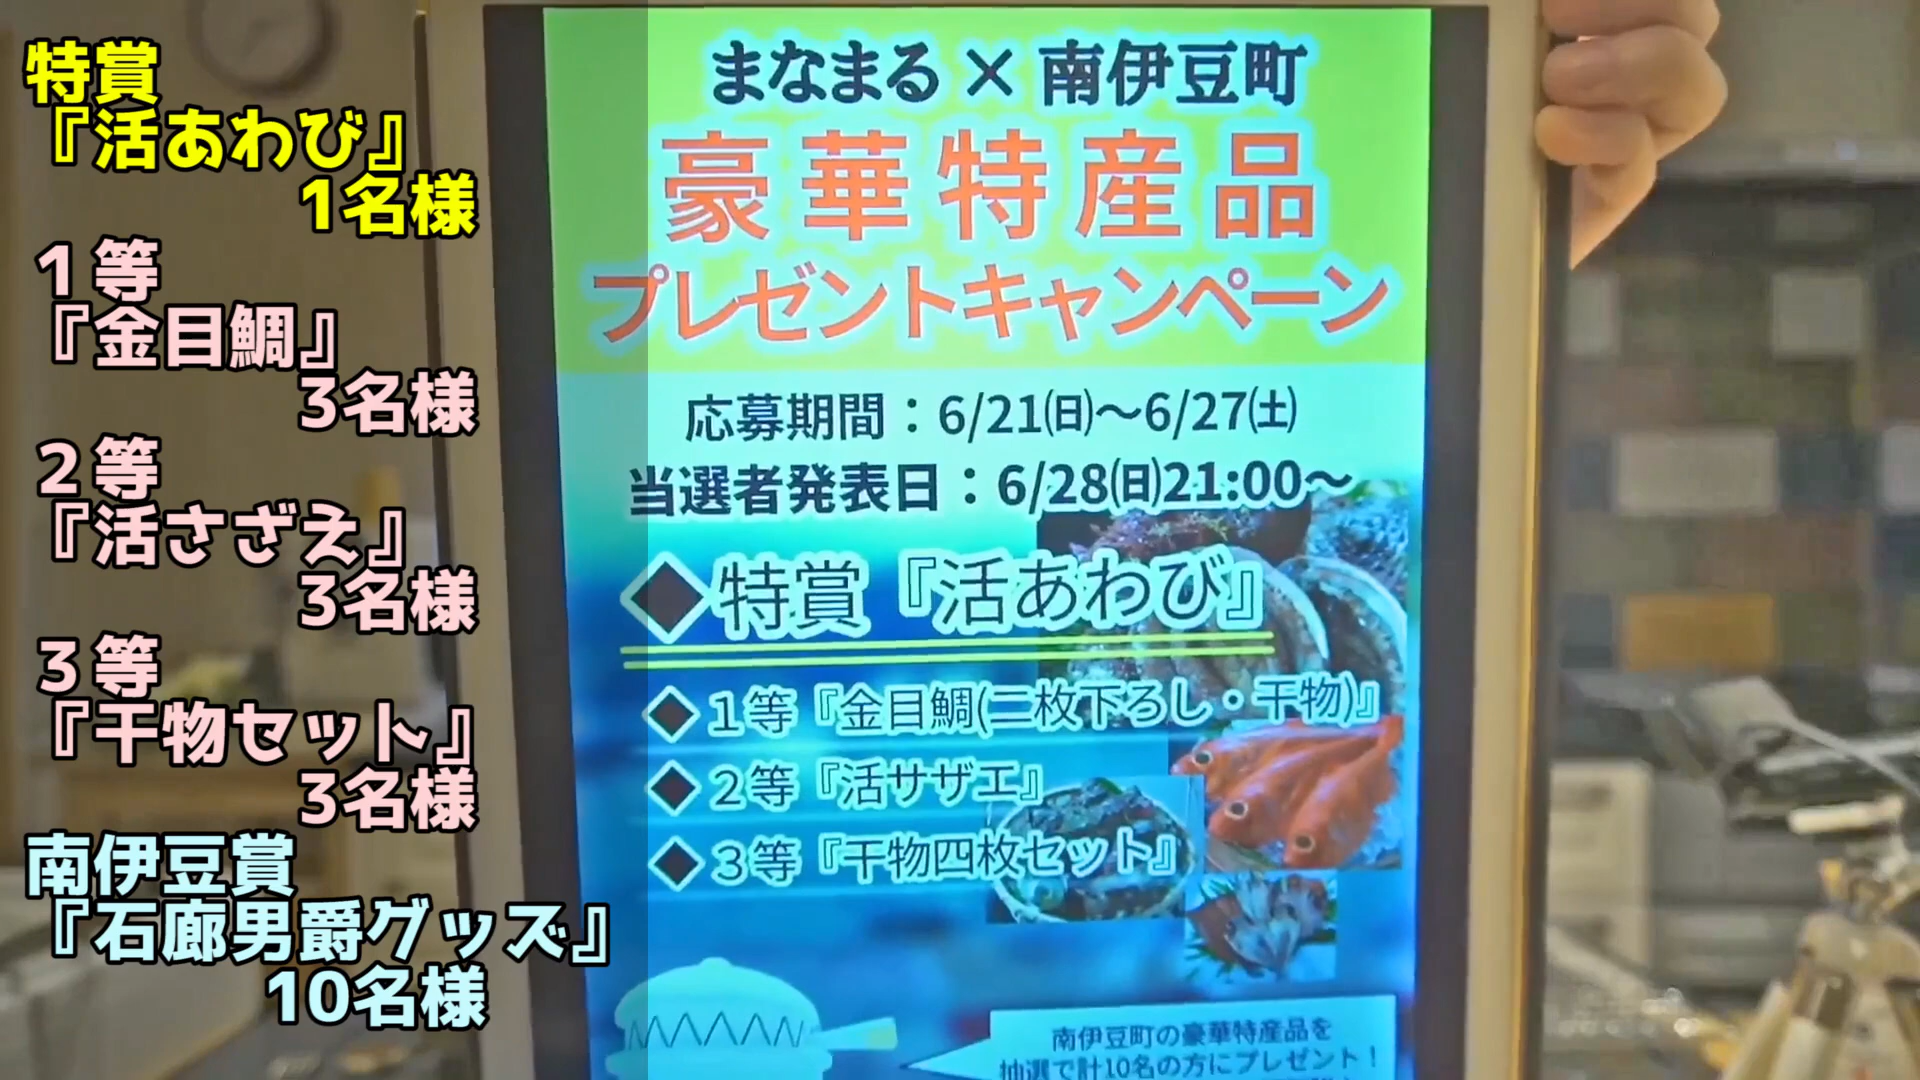 特賞
『活あわび』
1名様
１等
『金目鯛』
3名様
２等
『活さざえ』
3名様
３等
『干物セット』
3名様
南伊豆賞
『石廊男爵グッズ』
10名様
まなまる×南伊豆町
豪華特産品
プレゼントキャンペーン
応募期間：6/21㈰～6/27㈯
当選者発表日：6/28㈰21:00～
◆特賞『活あわび』
◆１等『金目鯛(二枚下ろし・干物)』
◆２等『活サザエ』
◆３等『干物四枚セット』
南伊豆町の豪華特産品を
抽選で計10名の方にプレゼント！